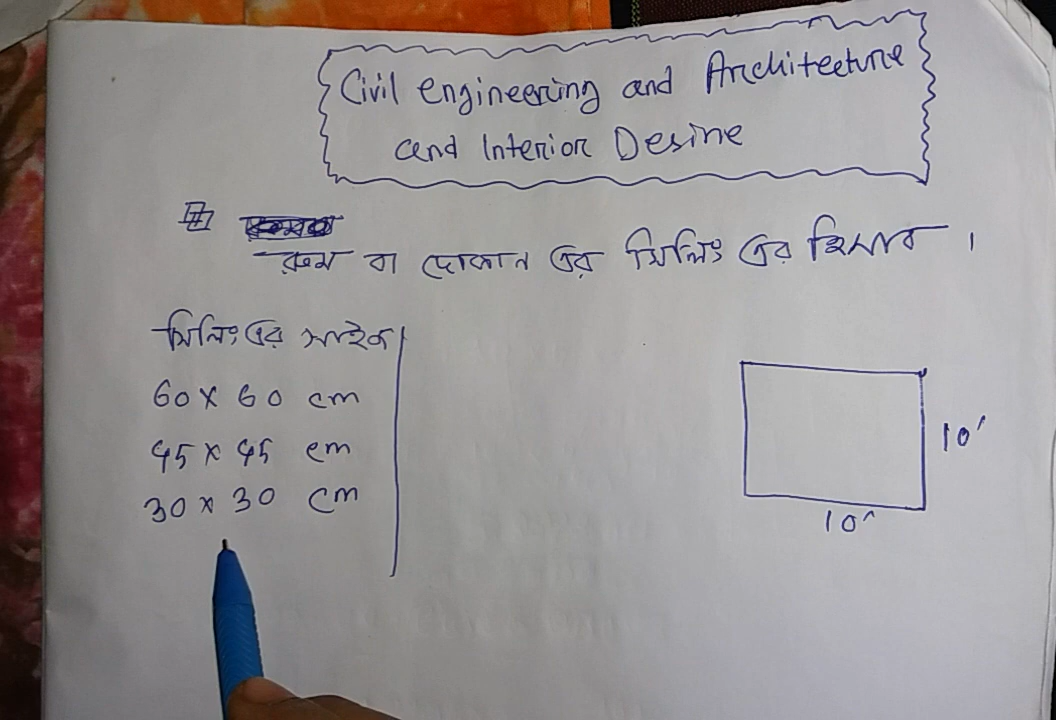 Civil engineering and Architecture
and Interior Desine
রুম বা দোকান এর সিলিং এর হিসাব ।
সিলিং এর সাইজ
60 x 60 cm
45 x 45 cm
30 x 30 cm
10'
10'